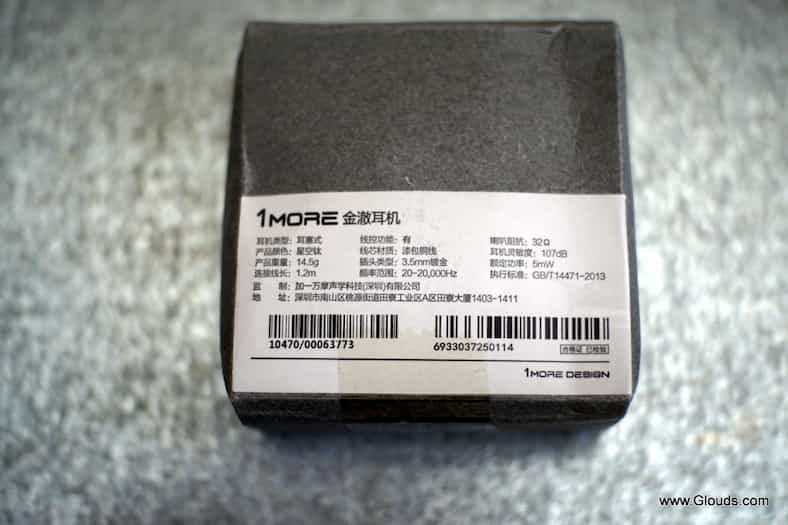 1MORE 金澈耳机
耳机类型: 耳塞式 线控功能: 有 喇叭阻抗: 32Ω
产品颜色: 星空钛 线芯材质: 漆包铜线 耳机灵敏度: 107dB
产品重量: 14.5g 插头类型: 3.5mm镀金 额定功率: 5mW
连接线长: 1.2m 频率范围: 20-20,000Hz 执行标准: GB/T14471-2013
监 制: 加一万摩声学科技(深圳)有限公司
地 址: 深圳市南山区桃源街道田寮工业区A区田寮大厦1403-1411
10470/00063773 6933037250114 合格证 已检验
1MORE DESIGN
www.Glouds.com